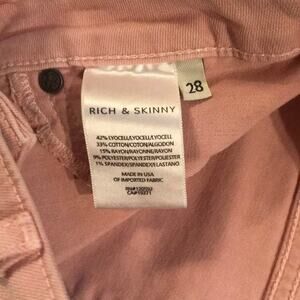 28
RICH & SKINNY
42% LYOCELL/LYOCELL/LYOCELL
33% COTTON/COTTON/ALGODON
15% RAYON/RAYONNE/RAYON
9% POLYESTER/POLYESTER/POLIESTER
1% SPANDEX/SPANDEX/ELASTANO
MADE IN USA
OF IMPORTED FABRIC